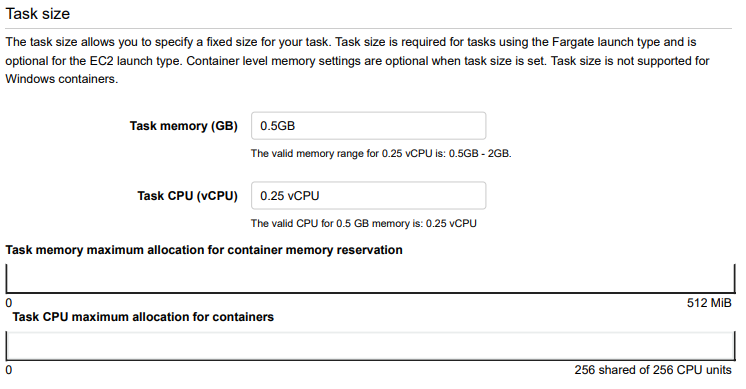 Task size
The task size allows you to specify a fixed size for your task. Task size is required for tasks using the Fargate launch type and is
optional for the EC2 launch type. Container level memory settings are optional when task size is set. Task size is not supported for
Windows containers.
Task memory (GB) 0.5GB
The valid memory range for 0.25 vCPU is: 0.5GB - 2GB.
Task CPU (vCPU) 0.25 vCPU
The valid CPU for 0.5 GB memory is: 0.25 vCPU
Task memory maximum allocation for container memory reservation
0 512 MiB
Task CPU maximum allocation for containers
0 256 shared of 256 CPU units